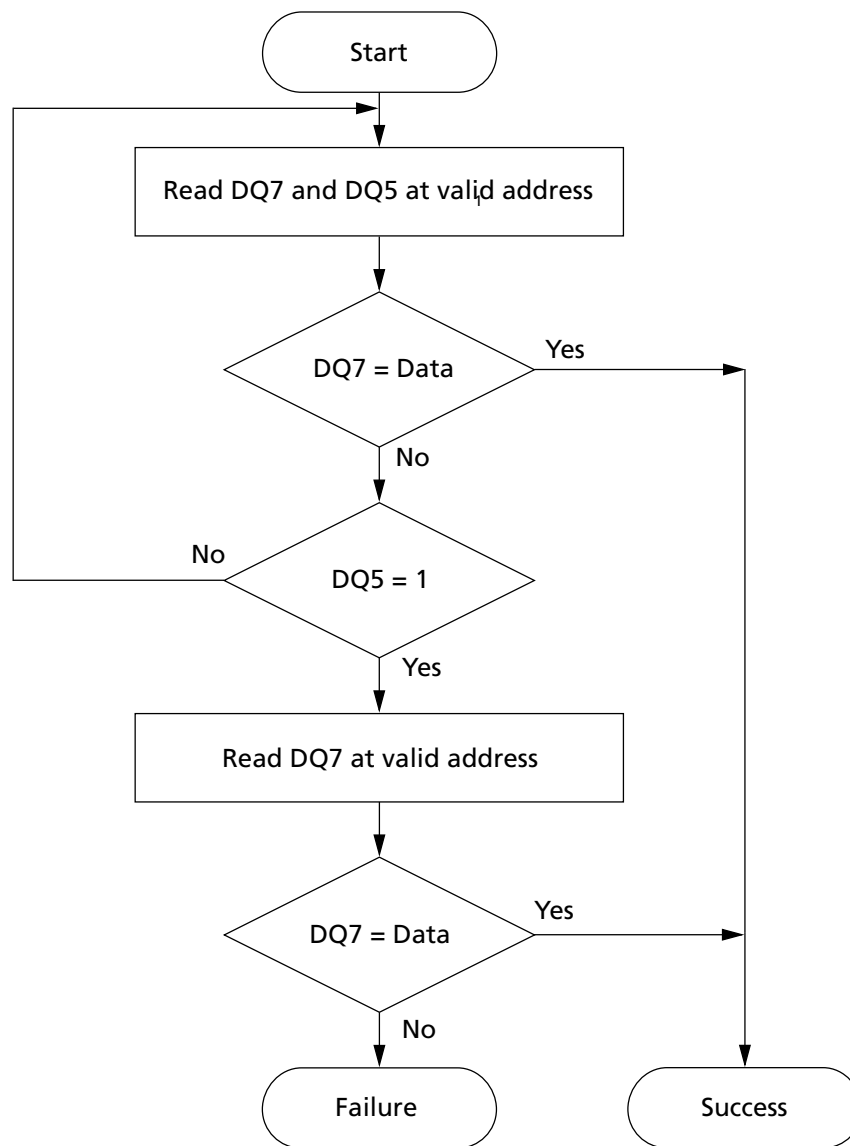 Start
Read DQ7 and DQ5 at valid address
1
DQ7 = Data
Yes
No
No
DQ5 = 1
Yes
Read DQ7 at valid address
DQ7 = Data
Yes
No
Failure
Success